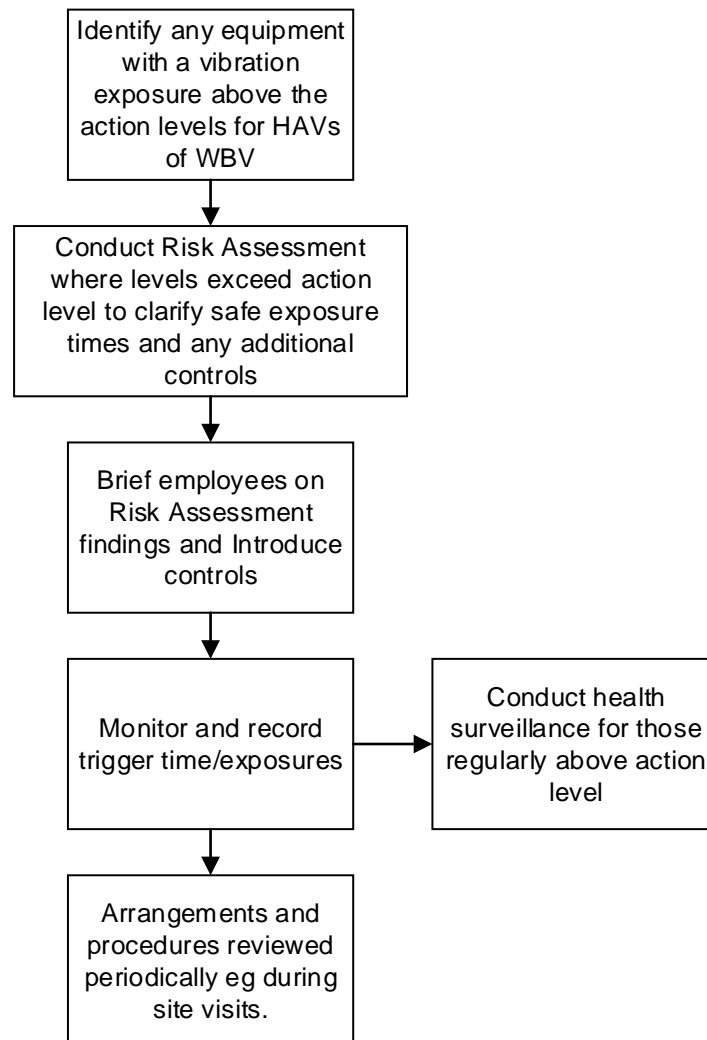 Identify any equipment
with a vibration
exposure above the
action levels for HAVs
of WBV
Conduct Risk Assessment
where levels exceed action
level to clarify safe exposure
times and any additional
controls
Brief employees on
Risk Assessment
findings and Introduce
controls
Monitor and record
trigger time/exposures
Conduct health
surveillance for those
regularly above action
level
Arrangements and
procedures reviewed
periodically eg during
site visits.